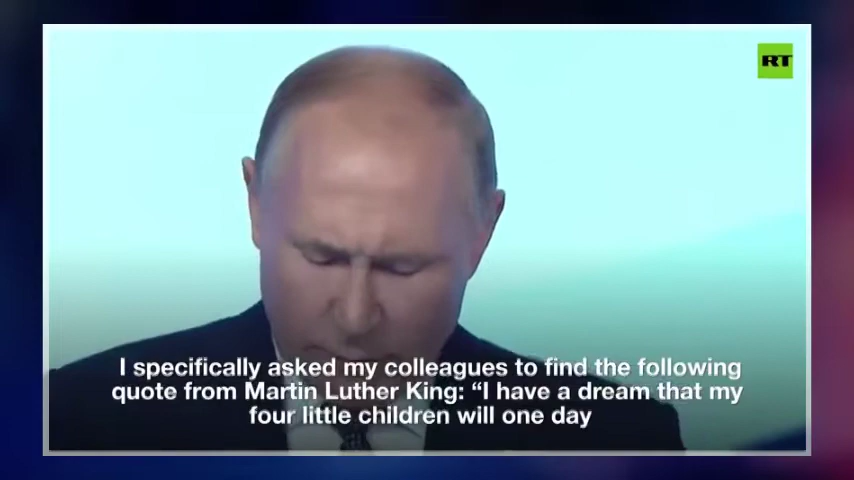 RT
I specifically asked my colleagues to find the following
quote from Martin Luther King: “I have a dream that my
four little children will one day